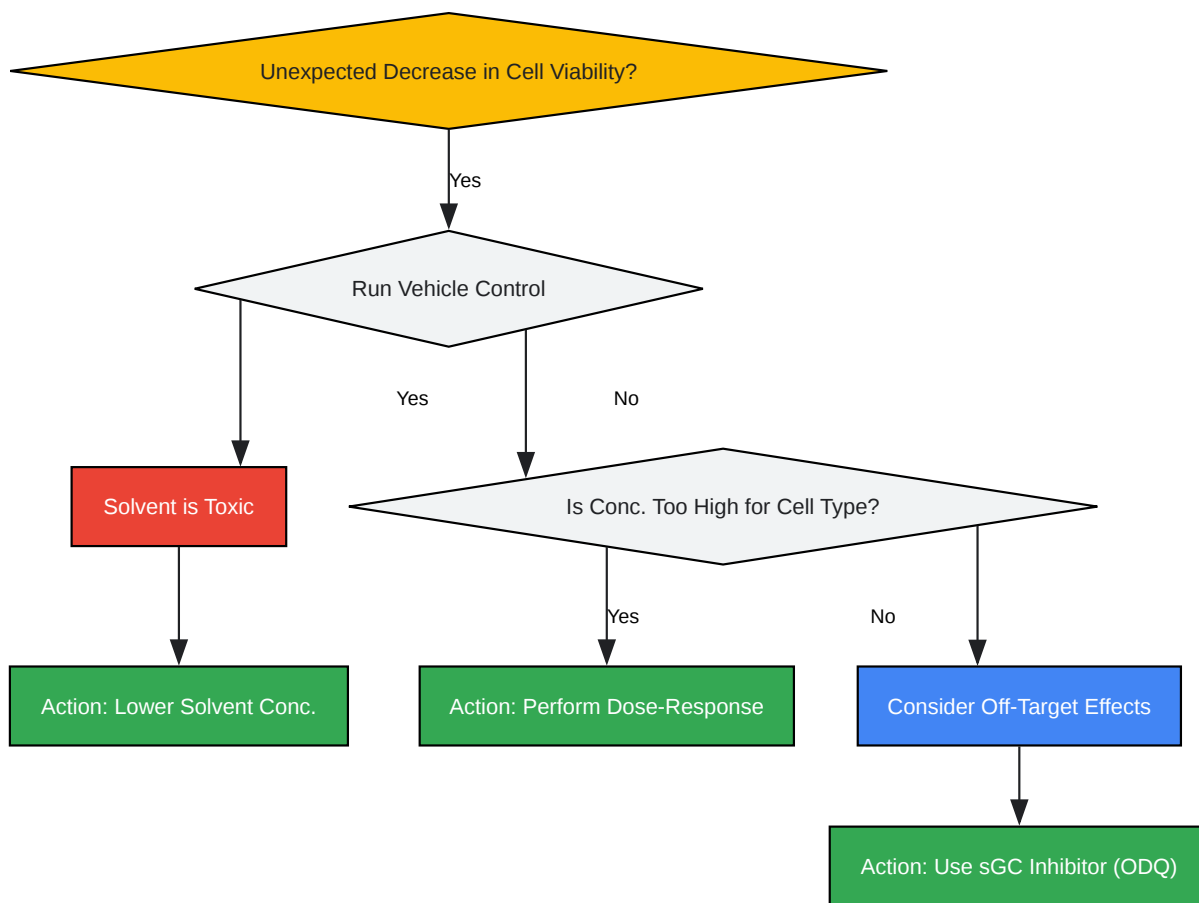 Unexpected Decrease in Cell Viability?
Yes
Run Vehicle Control
Yes
No
Solvent is Toxic
Is Conc. Too High for Cell Type?
Yes
No
Action: Lower Solvent Conc.
Action: Perform Dose-Response
Consider Off-Target Effects
Action: Use sGC Inhibitor (ODQ)